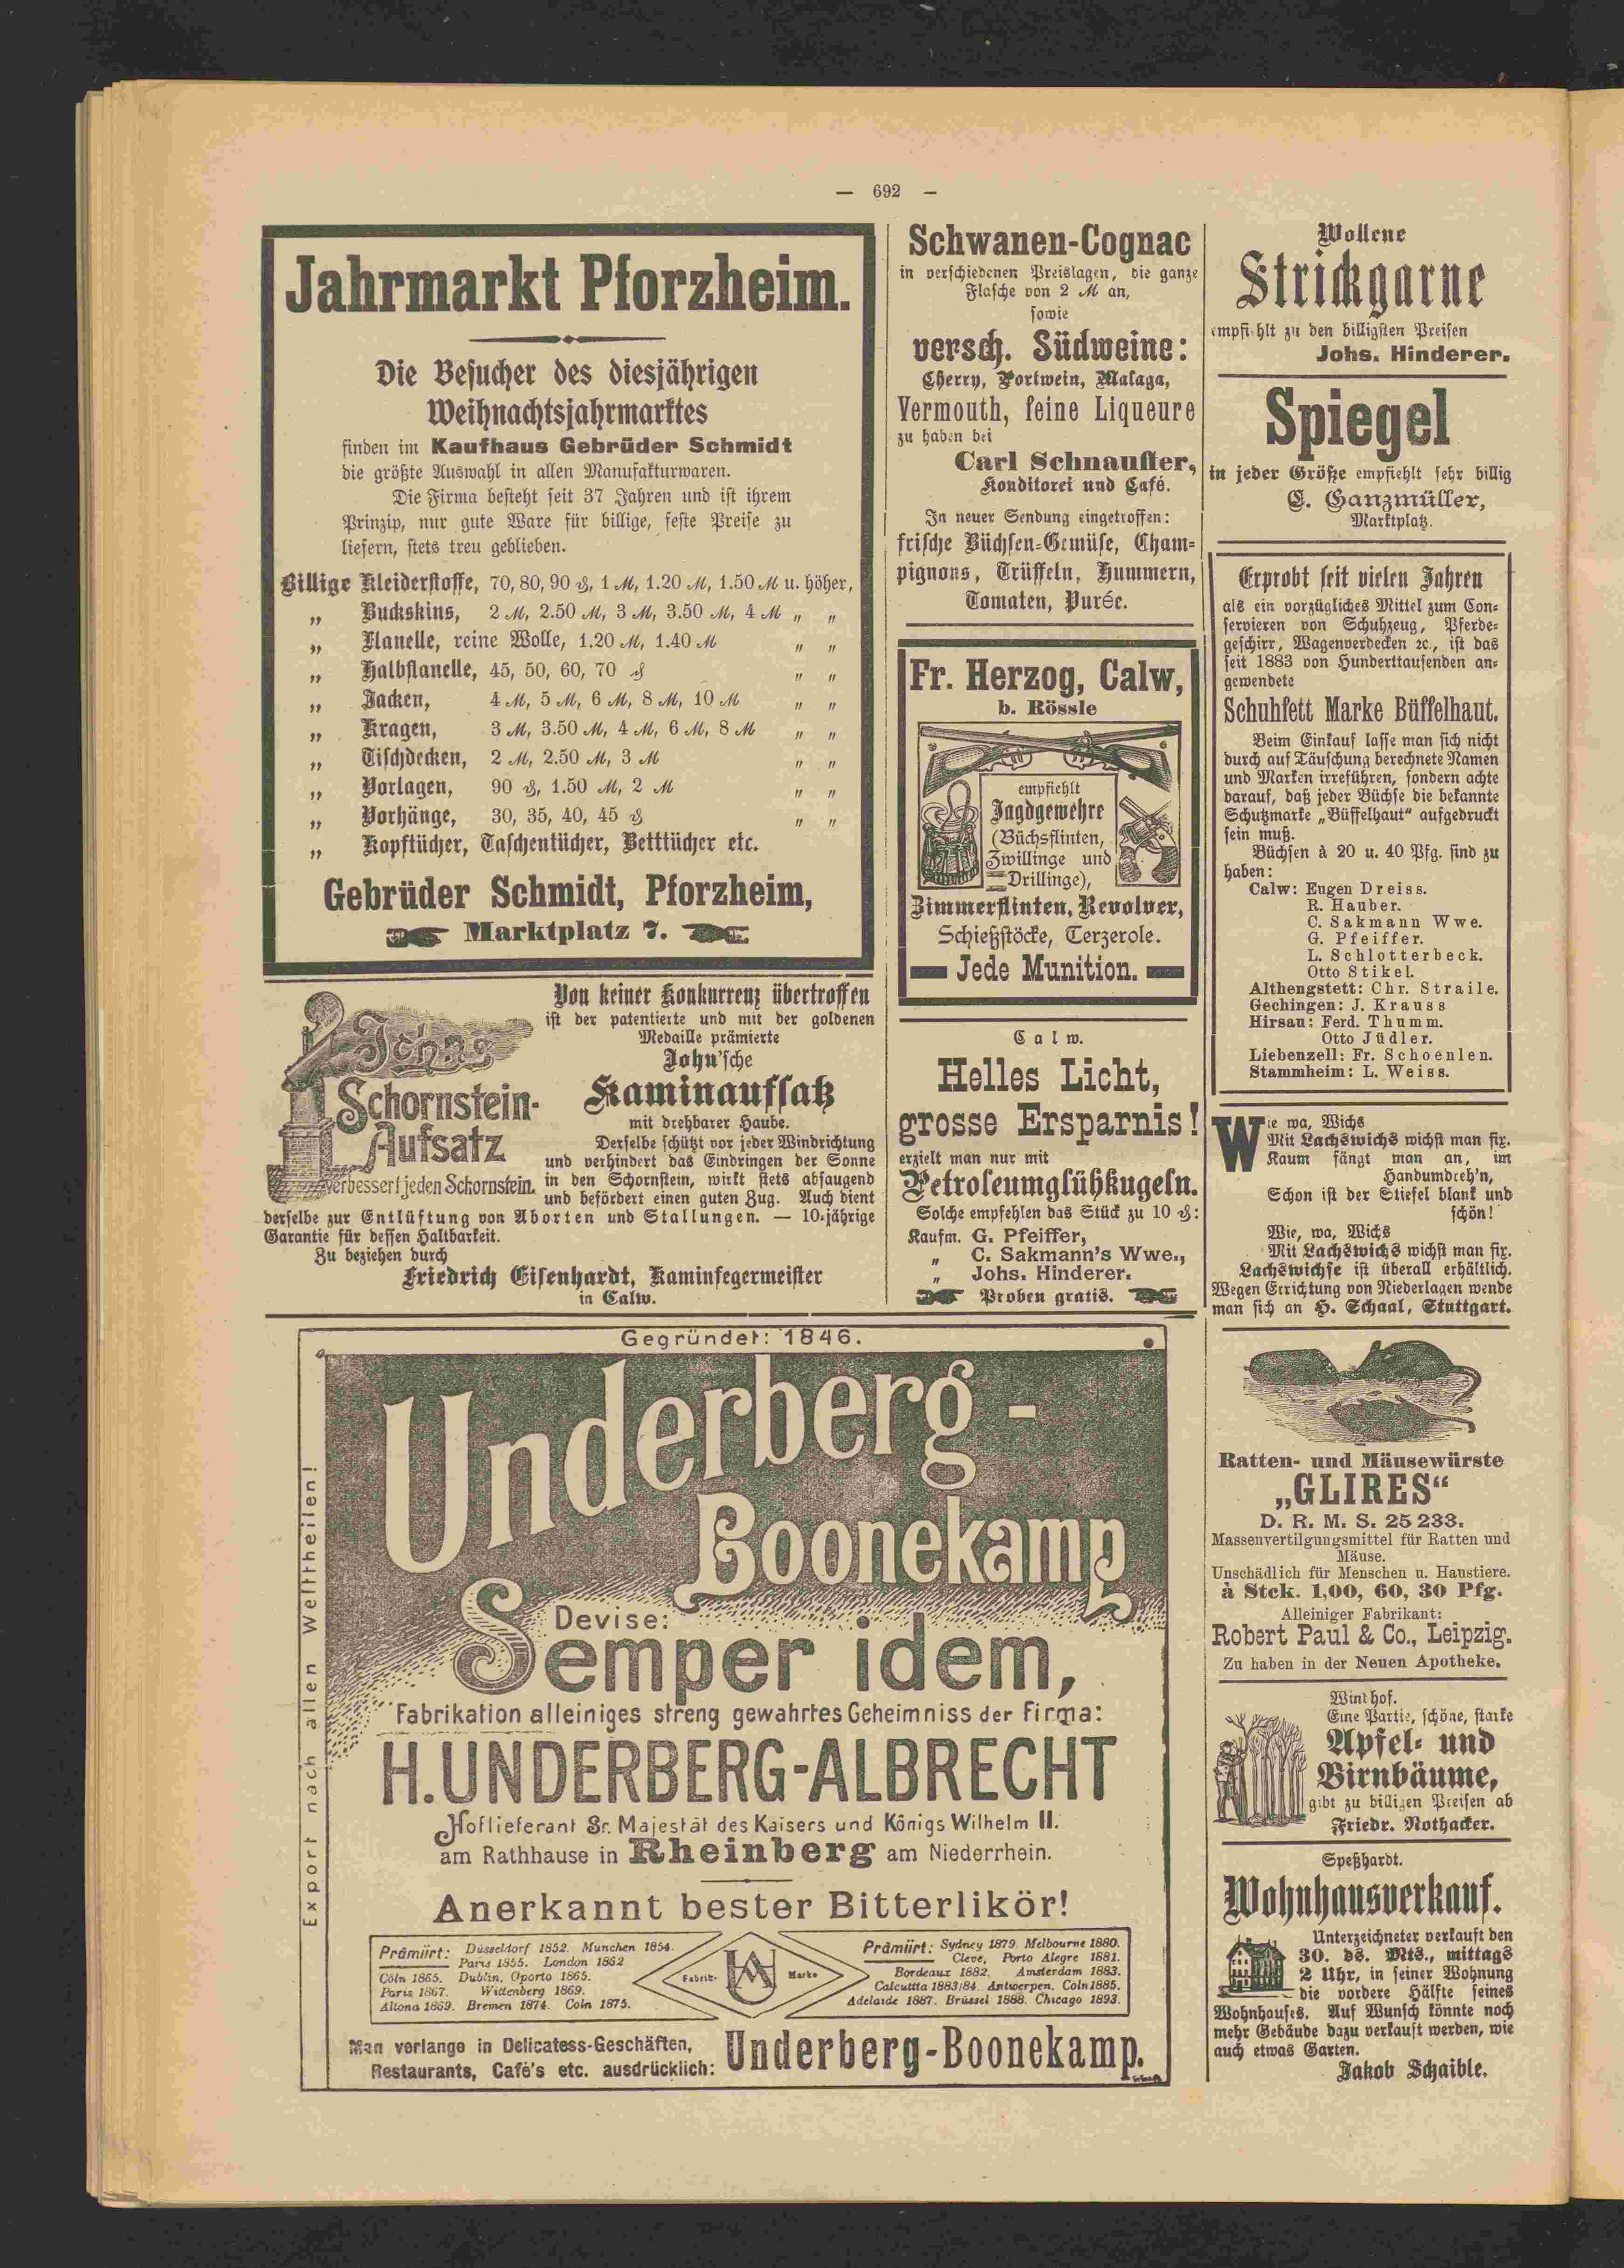 — 692 —
Jahrmarkt Pforzheim.
Die Besucher des diesjährigen
Weihnachtsjahrmarktes
finden im Kaufhaus Gebrüder Schmidt
die größte Auswahl in allen Manufakturwaren.
Die Firma besteht seit 37 Jahren und ist ihrem
Prinzip, nur gute Ware für billige, feste Preise zu
liefern, stets treu geblieben.
Billige Kleiderstoffe, 70, 80, 90 ₰, 1 ℳ, 1.20 ℳ, 1.50 ℳ u. höher,
„ Buckskins, 2 ℳ, 2.50 ℳ, 3 ℳ, 3.50 ℳ, 4 ℳ „ „
„ Flanelle, reine Wolle, 1.20 ℳ, 1.40 ℳ „ „
„ Halbflanelle, 45, 50, 60, 70 ₰ „ „
„ Jacken, 4 ℳ, 5 ℳ, 6 ℳ, 8 ℳ, 10 ℳ „ „
„ Kragen, 3 ℳ, 3.50 ℳ, 4 ℳ, 6 ℳ, 8 ℳ „ „
„ Tischdecken, 2 ℳ, 2.50 ℳ, 3 ℳ „ „
„ Vorlagen, 90 ₰, 1.50 ℳ, 2 ℳ „ „
„ Vorhänge, 30, 35, 40, 45 ₰ „ „
„ Kopftücher, Taschentücher, Betttücher etc.
Gebrüder Schmidt, Pforzheim,
Marktplatz 7.
Johns
Schornstein-
Aufsatz
verbessert jeden Schornstein.
Von keiner Konkurrenz übertroffen
ist der patentierte und mit der goldenen
Medaille prämierte
John'sche
Kaminaufsatz
mit drehbarer Haube.
Derselbe schützt vor jeder Windrichtung
und verhindert das Eindringen der Sonne
in den Schornstein, wirkt stets absaugend
und befördert einen guten Zug. Auch dient
derselbe zur Entlüftung von Aborten und Stallungen. — 10-jährige
Garantie für dessen Haltbarkeit.
Zu beziehen durch
Friedrich Eisenhardt, Kaminfegermeister
in Calw.
Schwanen-Cognac
in verschiedenen Preislagen, die ganze
Flasche von 2 ℳ an,
sowie
versch. Südweine:
Cherry, Portwein, Malaga,
Vermouth, feine Liqueure
zu haben bei
Carl Schnauffer,
Konditorei und Café.
In neuer Sendung eingetroffen:
frische Büchsen-Gemüse, Cham-
pignons, Trüffeln, Hummern,
Tomaten, Purée.
Fr. Herzog, Calw,
b. Rössle
empfiehlt
Jagdgewehre
(Büchsflinten,
Zwillinge und
Drillinge),
Zimmerflinten, Revolver,
Schießstöcke, Terzerole.
Jede Munition.
Calw.
Helles Licht,
grosse Ersparnis!
erzielt man nur mit
Petroleumglühkugeln.
Solche empfehlen das Stück zu 10 ₰:
Kaufm. G. Pfeiffer,
„ C. Sakmann's Wwe.,
„ Johs. Hinderer.
Proben gratis.
Gegründet: 1846.
Export nach allen Weltheilen!
Underberg-
Boonekamp
Devise:
Semper idem,
Fabrikation alleiniges streng gewahrtes Geheimniss der Firma:
H. UNDERBERG-ALBRECHT
Hoflieferant Sr. Majestät des Kaisers und Königs Wilhelm II.
am Rathhause in Rheinberg am Niederrhein.
Anerkannt bester Bitterlikör!
Prämiirt: Düsseldorf 1852. Munchen 1854.
Paris 1855. London 1862
Cöln 1865. Dublin, Oporto 1865.
Paris 1867. Wittenberg 1869.
Altona 1869. Bremen 1874. Coln 1875.
Fabrik- Marke
Prämiirt: Sydney 1879. Melbourne 1880.
Cleve, Porto Alegre 1881.
Bordeaux 1882. Amsterdam 1883.
Calcuttta 1883/84. Antwerpen, Coln 1885.
Adelaide 1887. Brüssel 1888. Chicago 1893.
Man verlange in Delicatess-Geschäften,
Restaurants, Café's etc. ausdrücklich:
Underberg-Boonekamp.
Wollene
Strickgarne
empfiehlt zu den billigsten Preisen
Johs. Hinderer.
Spiegel
in jeder Größe empfiehlt sehr billig
C. Ganzmüller,
Marktplatz.
Erprobt seit vielen Jahren
als ein vorzügliches Mittel zum Con-
servieren von Schuhzeug, Pferde-
geschirr, Wagenverdecken ꝛc., ist das
seit 1883 von Hunderttausenden an-
gewendete
Schuhfett Marke Büffelhaut.
Beim Einkauf lasse man sich nicht
durch auf Täuschung berechnete Namen
und Marken irreführen, sondern achte
darauf, daß jeder Büchse die bekannte
Schutzmarke „Büffelhaut“ aufgedruckt
sein muß.
Büchsen à 20 u. 40 Pfg. sind zu
haben:
Calw: Eugen Dreiss.
R. Hauber.
C. Sakmann Wwe.
G. Pfeiffer.
L. Schlotterbeck.
Otto Stikel.
Althengstett: Chr. Straile.
Gechingen: J. Krauss
Hirsau: Ferd. Thumm.
Otto Jüdler.
Liebenzell: Fr. Schoenlen.
Stammheim: L. Weiss.
Wie wa, Wichs
Mit Lachswichs wichst man fix.
Kaum fängt man an, im
Handumdreh'n,
Schon ist der Stiefel blank und
schön!
Wie, wa, Wichs
Mit Lachswichs wichst man fix.
Lachswichse ist überall erhältlich.
Wegen Errichtung von Niederlagen wende
man sich an H. Schaal, Stuttgart.
Ratten- und Mäusewürste
„GLIRES“
D. R. M. S. 25 233.
Massenvertilgungsmittel für Ratten und
Mäuse.
Unschädlich für Menschen u. Haustiere.
à Stck. 1,00, 60, 30 Pfg.
Alleiniger Fabrikant:
Robert Paul & Co., Leipzig.
Zu haben in der Neuen Apotheke.
Windhof.
Eine Partie, schöne, starke
Apfel- und
Birnbäume,
gibt zu billigen Preisen ab
Friedr. Nothacker.
Speßhardt.
Wohnhausverkauf.
Unterzeichneter verkauft den
30. ds. Mts., mittags
2 Uhr, in seiner Wohnung
die vordere Hälfte seines
Wohnhauses. Auf Wunsch könnte noch
mehr Gebäude dazu verkauft werden, wie
auch etwas Garten.
Jakob Schaible.